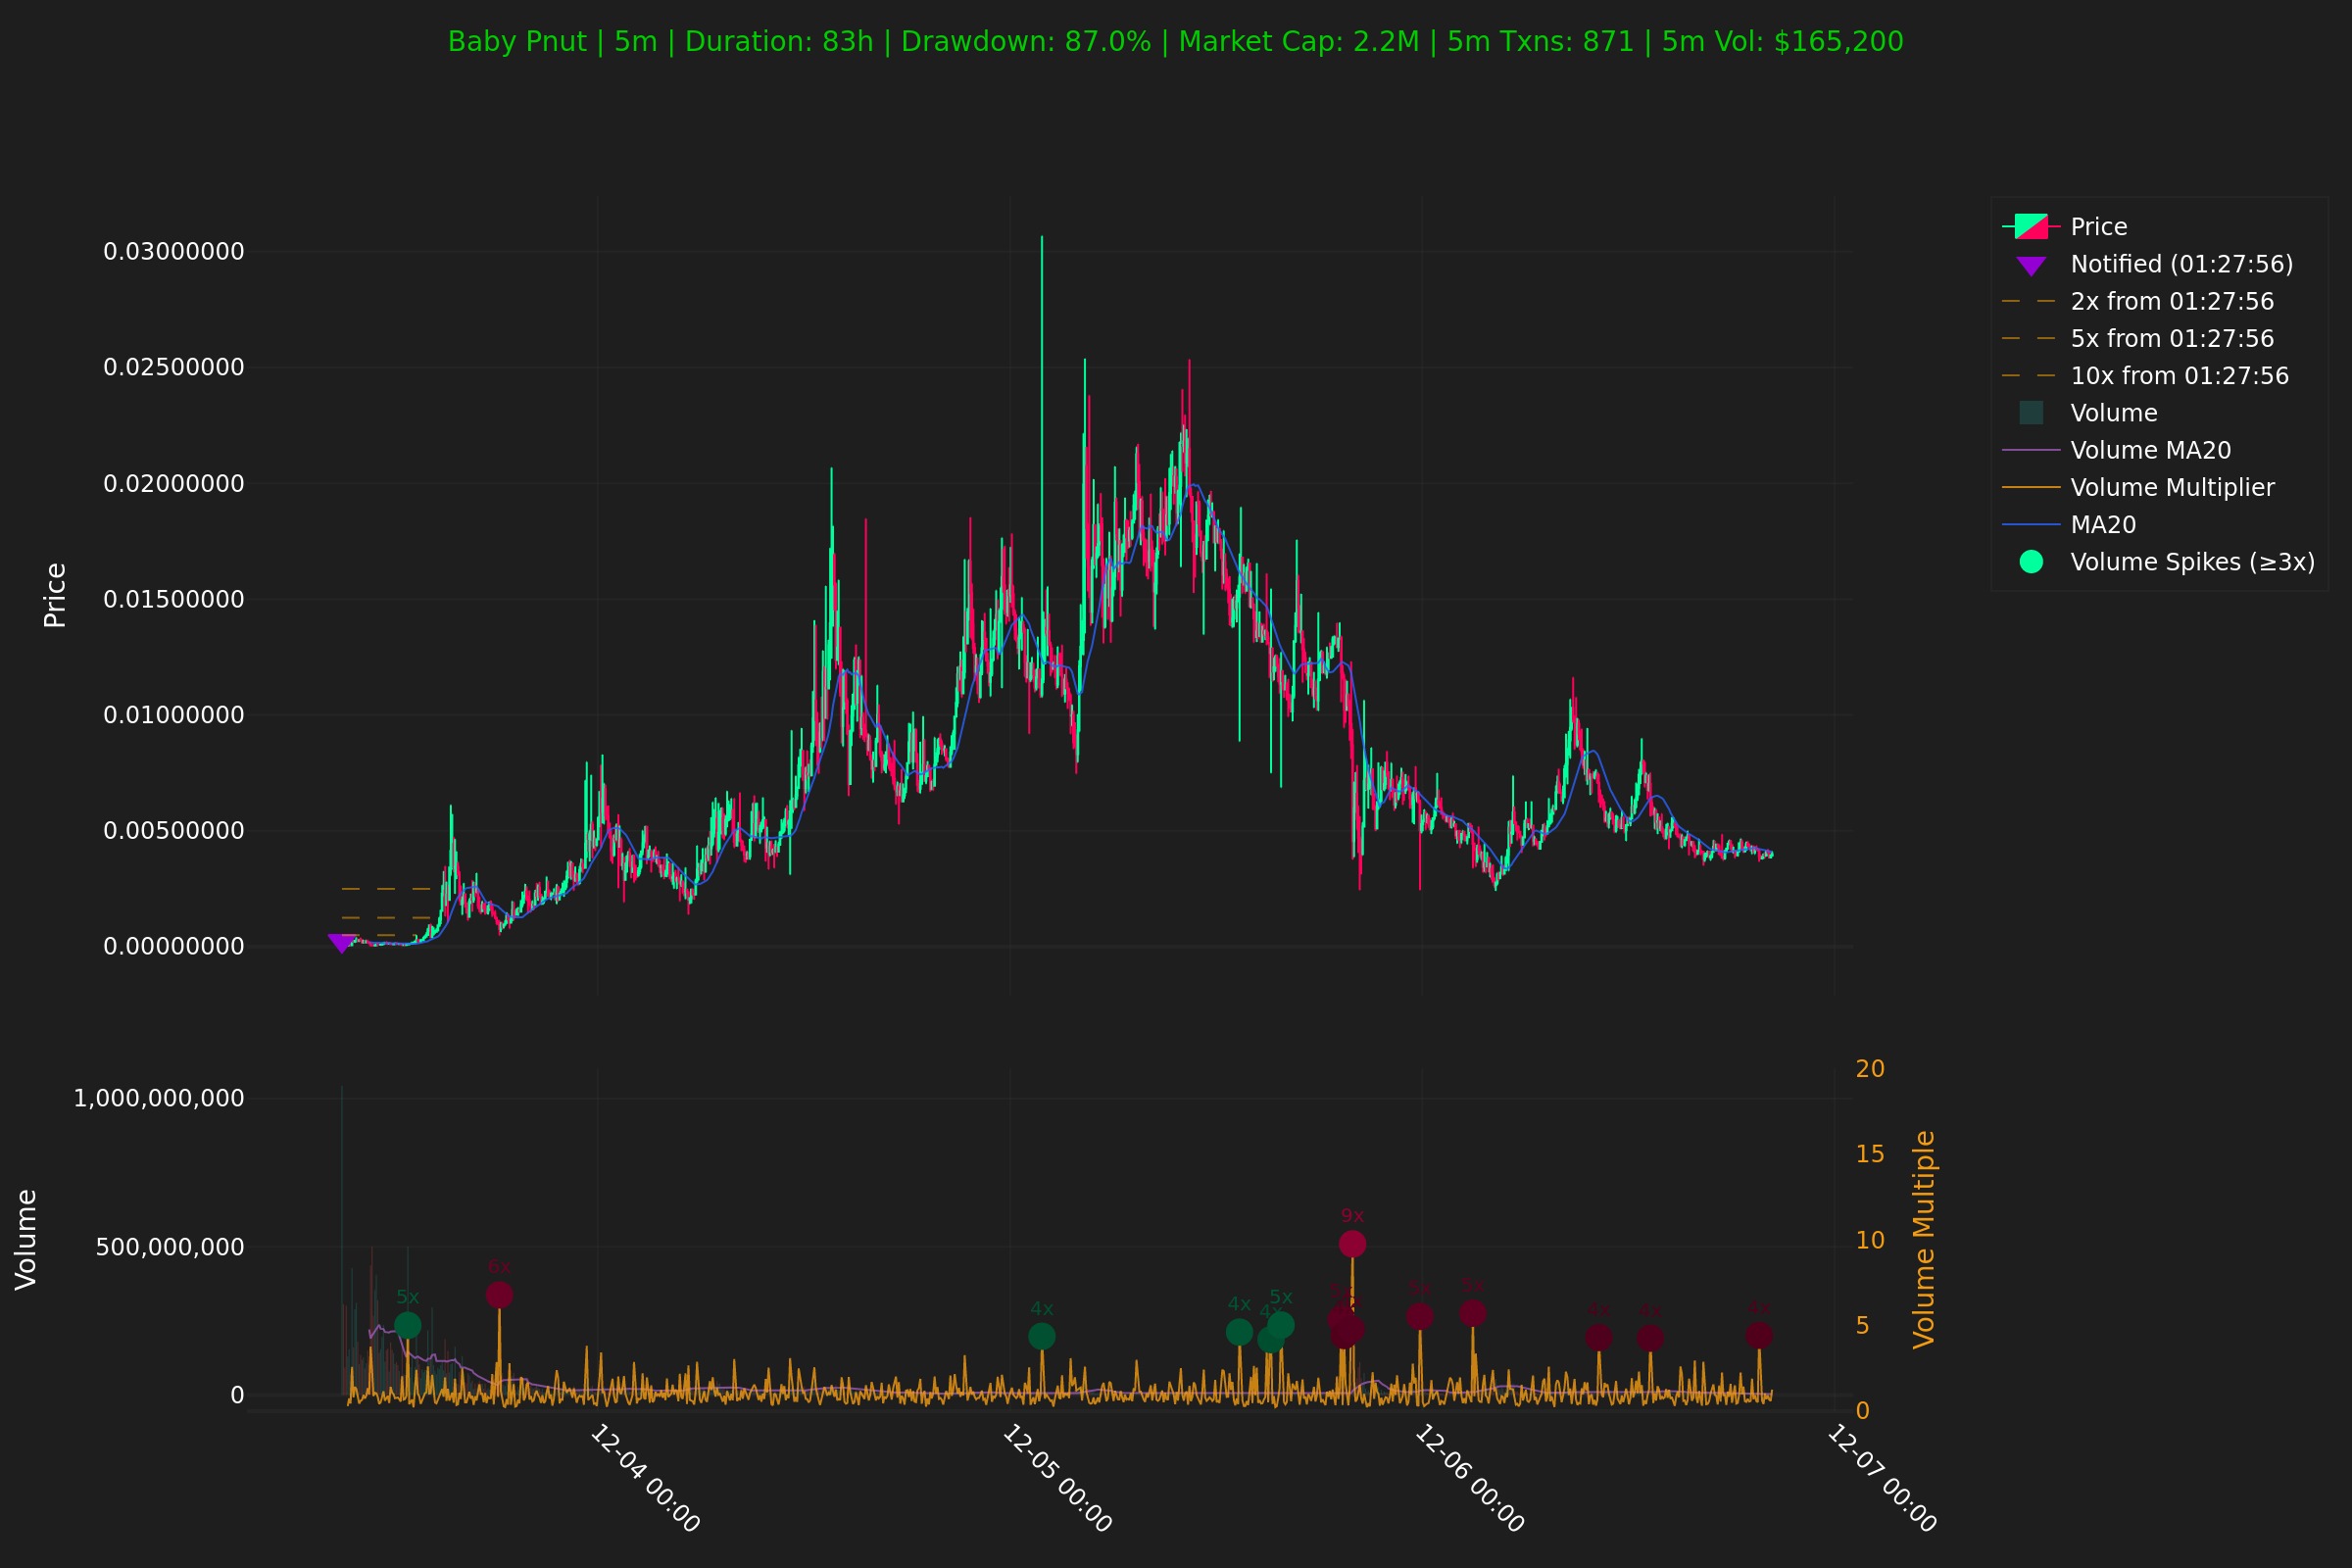 Baby Pnut | 5m | Duration: 83h | Drawdown: 87.0% | Market Cap: 2.2M | 5m Txns: 871 | 5m Vol: $165,200
Price
0.03000000
0.02500000
0.02000000
0.01500000
0.01000000
0.00500000
0.00000000
Price
Notified (01:27:56)
2x from 01:27:56
5x from 01:27:56
10x from 01:27:56
Volume
Volume MA20
Volume Multiplier
MA20
Volume Spikes (≥3x)
Volume
1,000,000,000
500,000,000
0
5x
6x
4x
4x
4x
5x
9x
5x
5x
4x
4x
4x
20
15
10
5
0
Volume Multiple
12-04 00:00
12-05 00:00
12-06 00:00
12-07 00:00